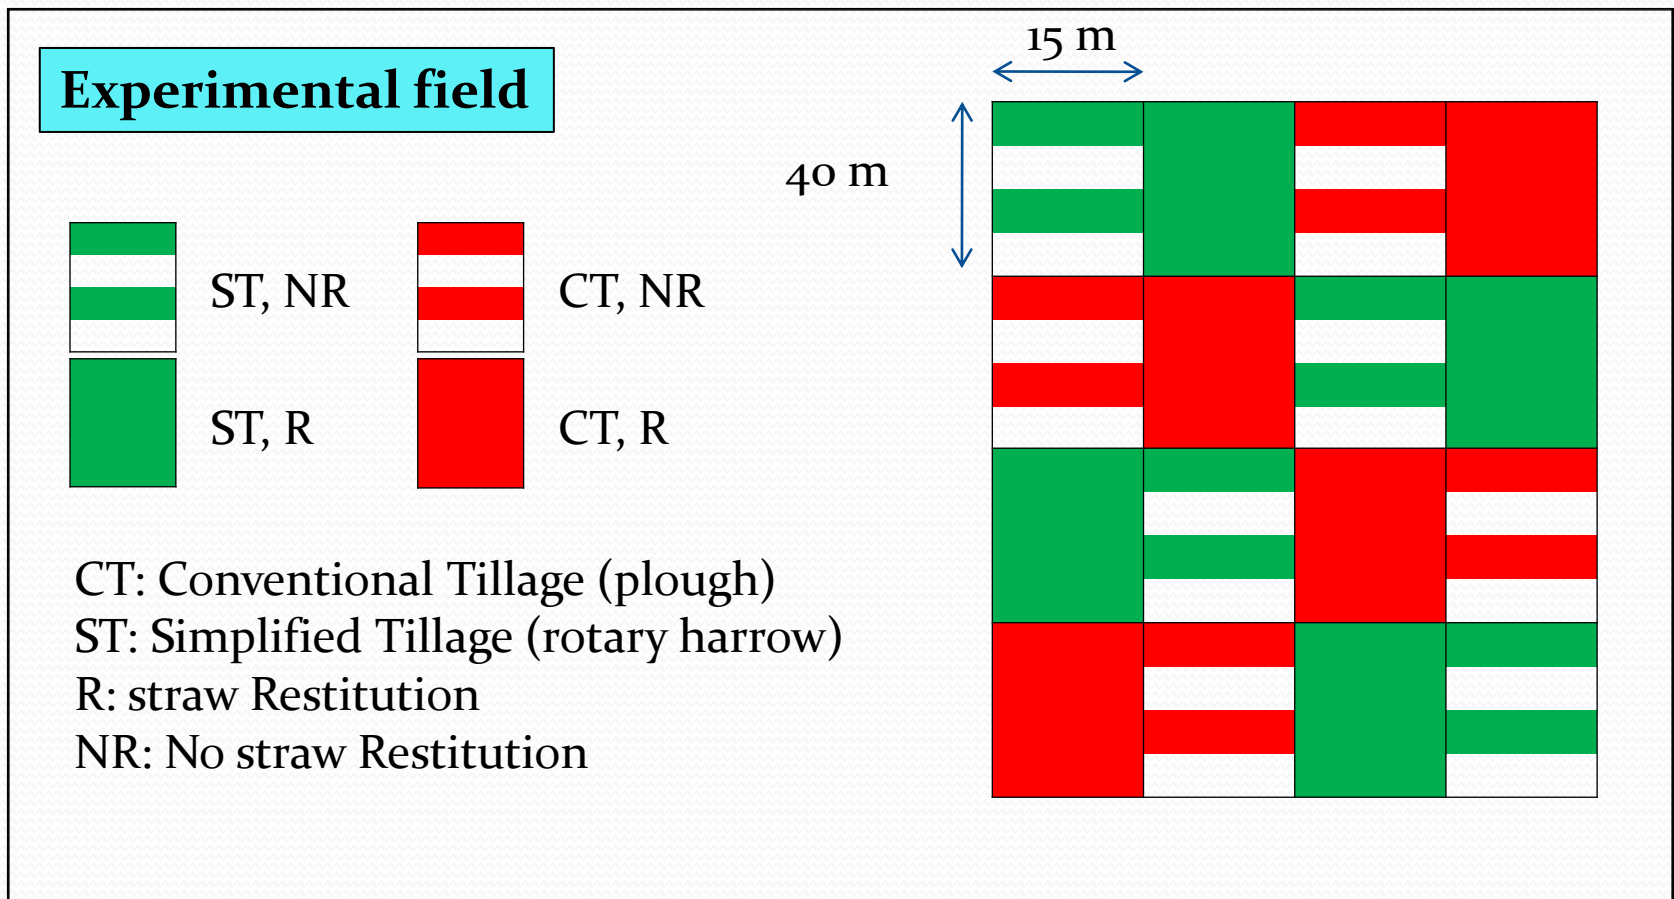 Experimental field
15 m
40 m
ST, NR
CT, NR
ST, R
CT, R
CT: Conventional Tillage (plough)
ST: Simplified Tillage (rotary harrow)
R: straw Restitution
NR: No straw Restitution